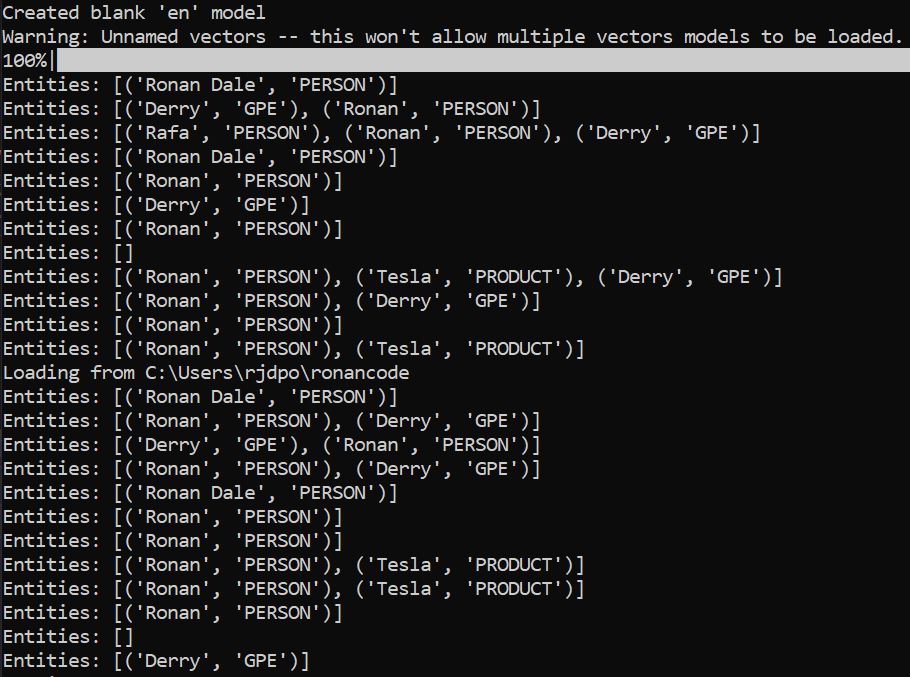 Created blank 'en' model
Warning: Unnamed vectors -- this won't allow multiple vectors models to be loaded.
100%|
Entities: [('Ronan Dale', 'PERSON')]
Entities: [('Derry', 'GPE'), ('Ronan', 'PERSON')]
Entities: [('Rafa', 'PERSON'), ('Ronan', 'PERSON'), ('Derry', 'GPE')]
Entities: [('Ronan Dale', 'PERSON')]
Entities: [('Ronan', 'PERSON')]
Entities: [('Derry', 'GPE')]
Entities: [('Ronan', 'PERSON')]
Entities: []
Entities: [('Ronan', 'PERSON'), ('Tesla', 'PRODUCT'), ('Derry', 'GPE')]
Entities: [('Ronan', 'PERSON'), ('Derry', 'GPE')]
Entities: [('Ronan', 'PERSON')]
Entities: [('Ronan', 'PERSON'), ('Tesla', 'PRODUCT')]
Loading from C:\Users\rjdpo\ronancode
Entities: [('Ronan Dale', 'PERSON')]
Entities: [('Ronan', 'PERSON'), ('Derry', 'GPE')]
Entities: [('Derry', 'GPE'), ('Ronan', 'PERSON')]
Entities: [('Ronan', 'PERSON'), ('Derry', 'GPE')]
Entities: [('Ronan Dale', 'PERSON')]
Entities: [('Ronan', 'PERSON')]
Entities: [('Ronan', 'PERSON')]
Entities: [('Ronan', 'PERSON'), ('Tesla', 'PRODUCT')]
Entities: [('Ronan', 'PERSON'), ('Tesla', 'PRODUCT')]
Entities: [('Ronan', 'PERSON')]
Entities: []
Entities: [('Derry', 'GPE')]